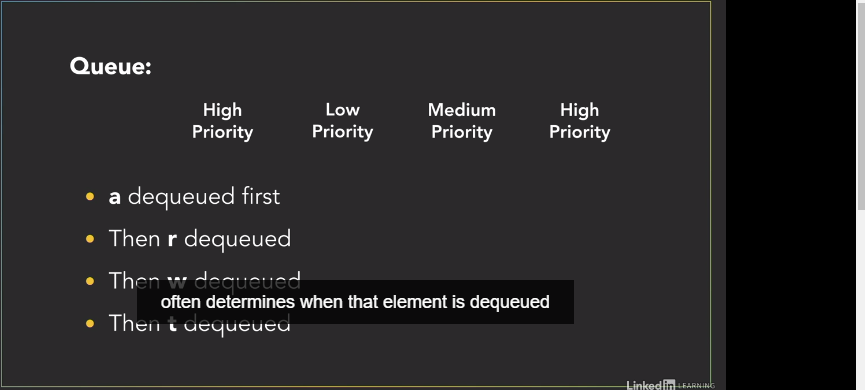 Queue:
High Low Medium High
Priority Priority Priority Priority
• a dequeued first
• Then r dequeued
• Then w dequeued
often determines when that element is dequeued
• Then t dequeued
Linked in LEARNING